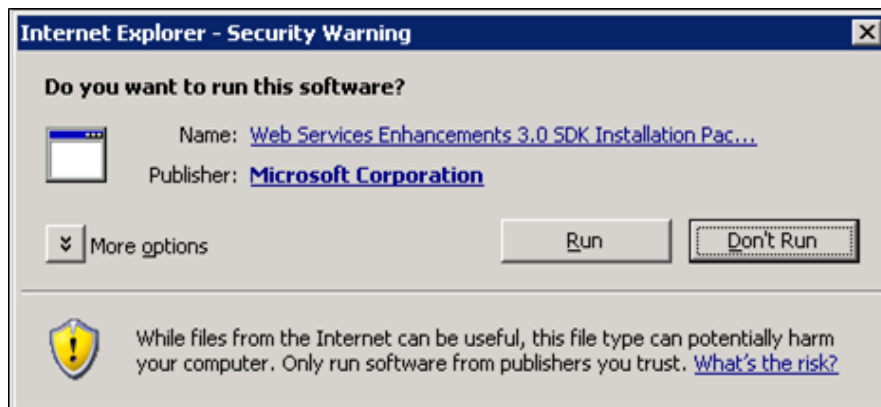 Internet Explorer - Security Warning
Do you want to run this software?
Name: Web Services Enhancements 3.0 SDK Installation Pac...
Publisher: Microsoft Corporation
More options
Run
Don't Run
While files from the Internet can be useful, this file type can potentially harm
your computer. Only run software from publishers you trust. What's the risk?